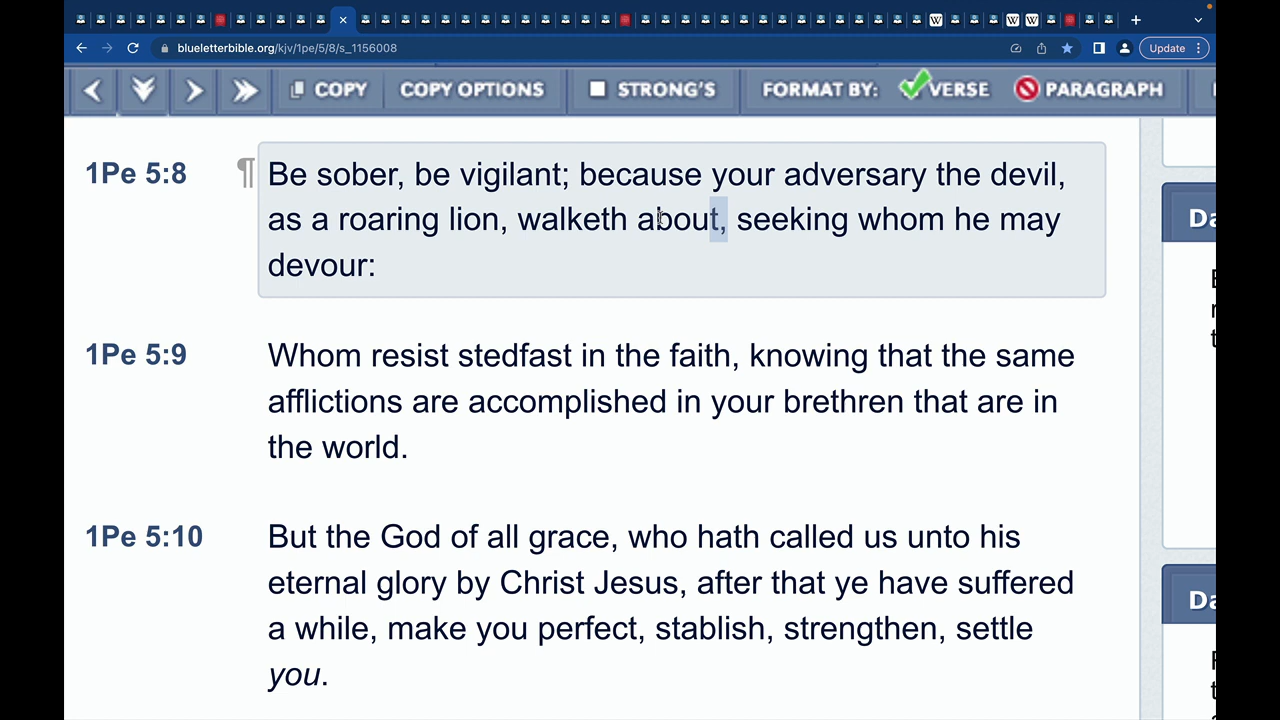 blueletterbible.org/kjv/1pe/5/8/s_1156008
Update
COPY COPY OPTIONS STRONG'S FORMAT BY: VERSE PARAGRAPH
1Pe 5:8 ¶ Be sober, be vigilant; because your adversary the devil,
as a roaring lion, walketh about, seeking whom he may
devour:
1Pe 5:9 Whom resist stedfast in the faith, knowing that the same
afflictions are accomplished in your brethren that are in
the world.
1Pe 5:10 But the God of all grace, who hath called us unto his
eternal glory by Christ Jesus, after that ye have suffered
a while, make you perfect, stablish, strengthen, settle
you.